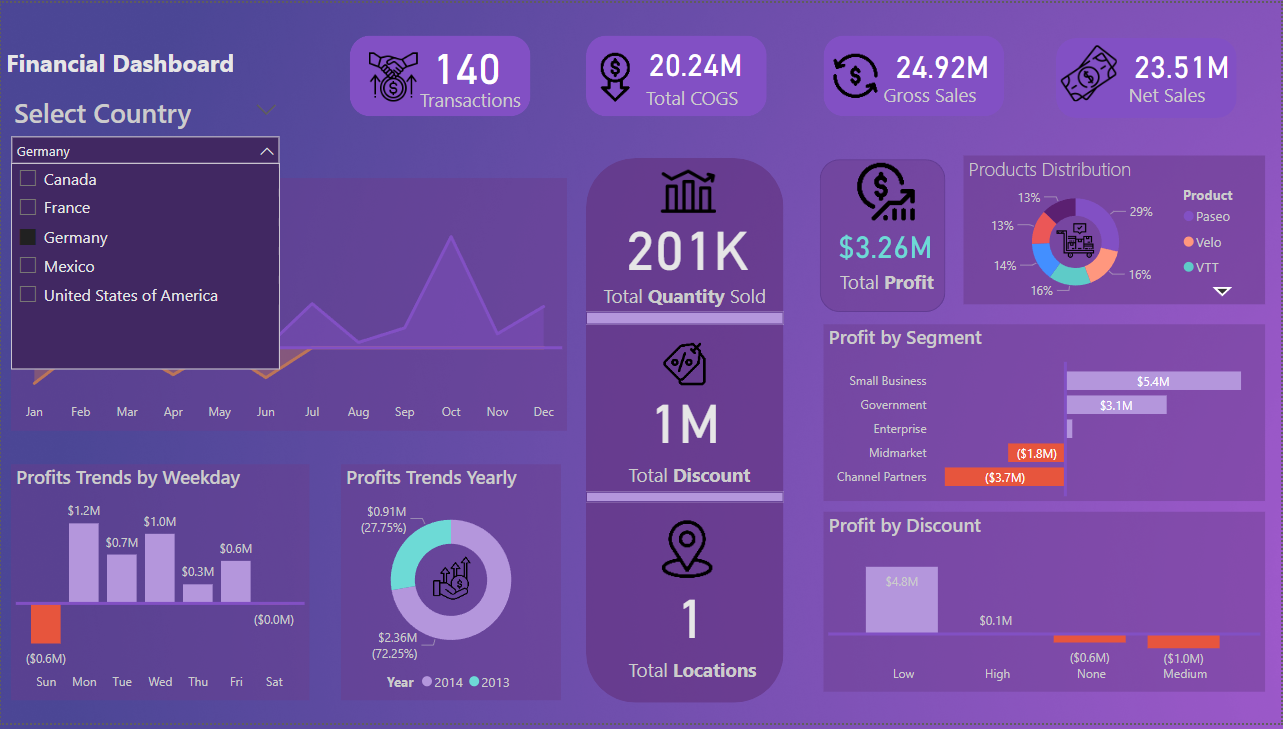 Financial Dashboard
140
Transactions
20.24M
Total COGS
24.92M
Gross Sales
23.51M
Net Sales
Select Country
Germany
Canada
France
Germany
Mexico
United States of America
Jan Feb Mar Apr May Jun Jul Aug Sep Oct Nov Dec
201K
Total Quantity Sold
1M
Total Discount
1
Total Locations
$3.26M
Total Profit
Products Distribution
13%
13%
14%
16%
16%
29%
Product
Paseo
Velo
VTT
Profit by Segment
Small Business $5.4M
Government $3.1M
Enterprise
Midmarket ($1.8M)
Channel Partners ($3.7M)
Profits Trends by Weekday
$1.2M
$0.7M
$1.0M
$0.3M
$0.6M
($0.0M)
($0.6M)
Sun Mon Tue Wed Thu Fri Sat
Profits Trends Yearly
$0.91M
(27.75%)
$2.36M
(72.25%)
Year 2014 2013
Profit by Discount
$4.8M
$0.1M
($0.6M)
($1.0M)
Low High None Medium